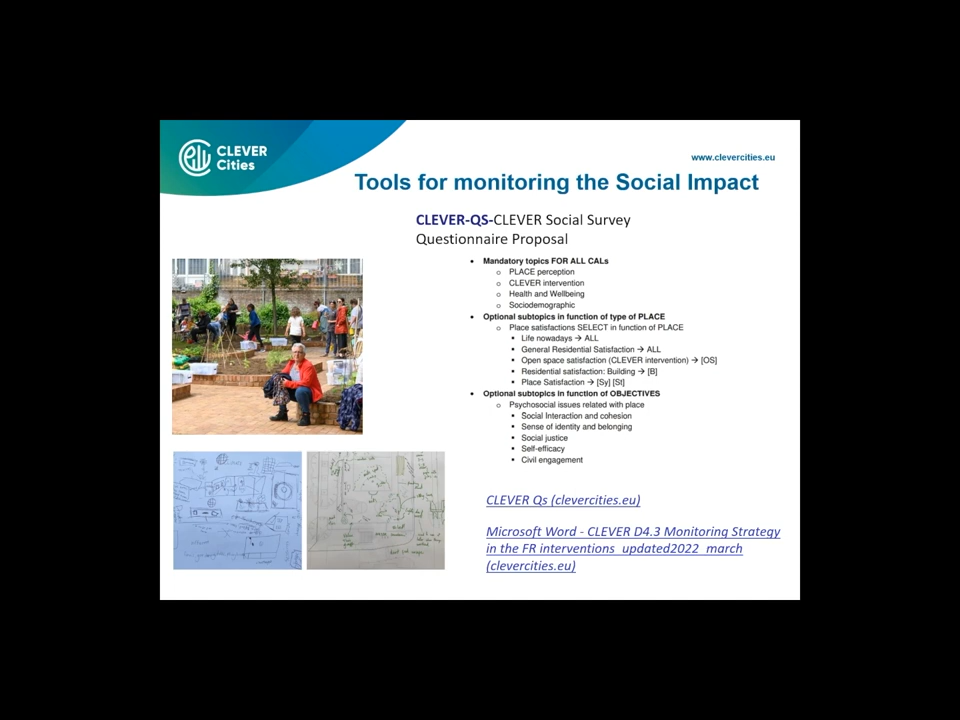 CLEVER
Cities
www.clevercities.eu
Tools for monitoring the Social Impact
CLEVER-QS-CLEVER Social Survey
Questionnaire Proposal
• Mandatory topics FOR ALL CALs
o PLACE perception
o CLEVER intervention
o Health and Wellbeing
o Sociodemographic
• Optional subtopics in function of type of PLACE
o Place satisfactions SELECT in function of PLACE
▪ Life nowadays → ALL
▪ General Residential Satisfaction → ALL
▪ Open space satisfaction (CLEVER intervention) → [OS]
▪ Residential satisfaction: Building → [B]
▪ Place Satisfaction → [Sy] [St]
• Optional subtopics in function of OBJECTIVES
o Psychosocial issues related with place
▪ Social Interaction and cohesion
▪ Sense of identity and belonging
▪ Social justice
▪ Self-efficacy
▪ Civil engagement
CLEVER Qs (clevercities.eu)
Microsoft Word - CLEVER D4.3 Monitoring Strategy
in the FR interventions_updated2022_march
(clevercities.eu)